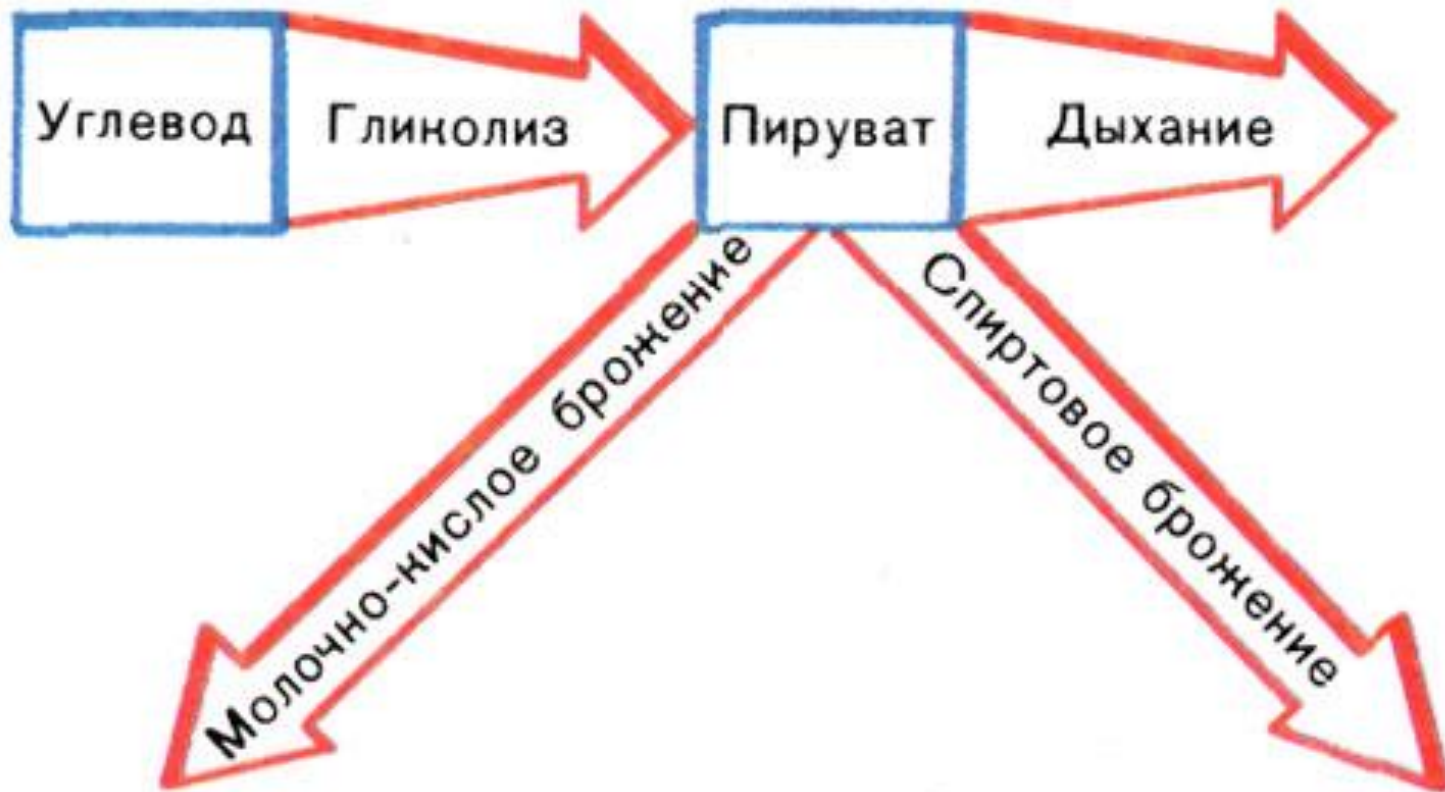 Углевод
Гликолиз
Пируват
Дыхание
Молочно-кислое брожение
Спиртовое брожение